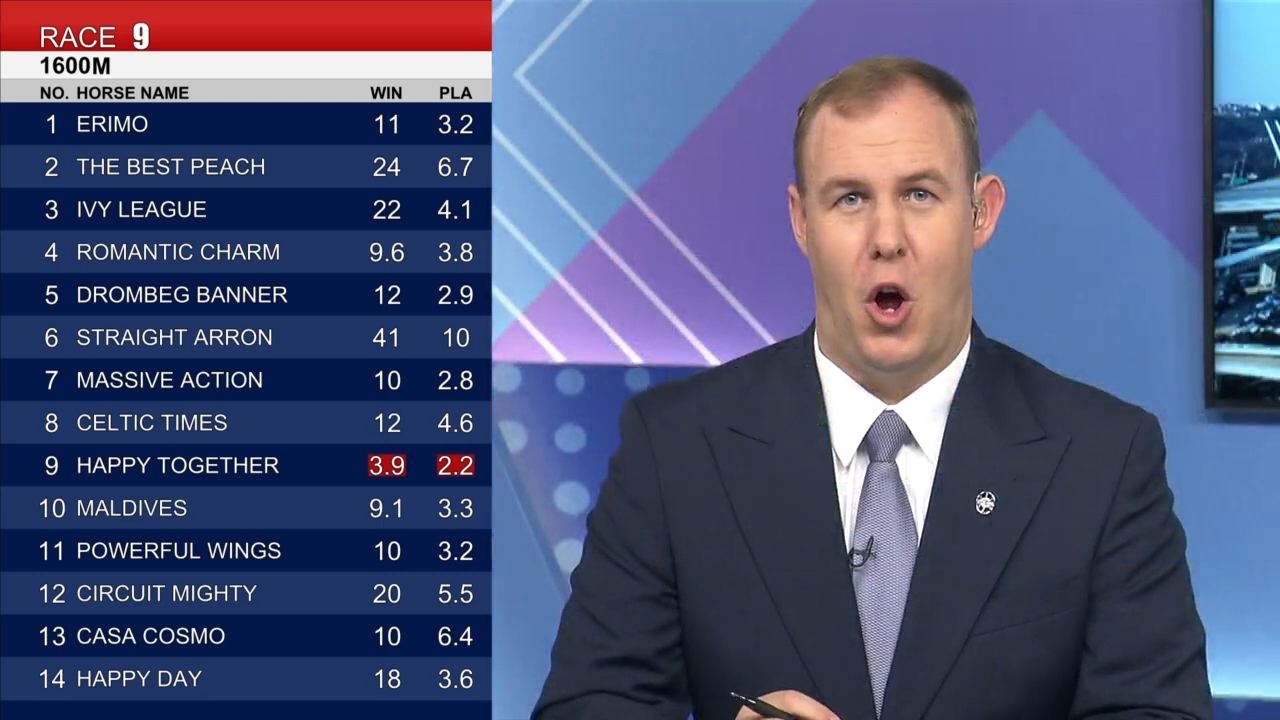 RACE 9
1600M
NO. HORSE NAME WIN PLA
1 ERIMO 11 3.2
2 THE BEST PEACH 24 6.7
3 IVY LEAGUE 22 4.1
4 ROMANTIC CHARM 9.6 3.8
5 DROMBEG BANNER 12 2.9
6 STRAIGHT ARRON 41 10
7 MASSIVE ACTION 10 2.8
8 CELTIC TIMES 12 4.6
9 HAPPY TOGETHER 3.9 2.2
10 MALDIVES 9.1 3.3
11 POWERFUL WINGS 10 3.2
12 CIRCUIT MIGHTY 20 5.5
13 CASA COSMO 10 6.4
14 HAPPY DAY 18 3.6